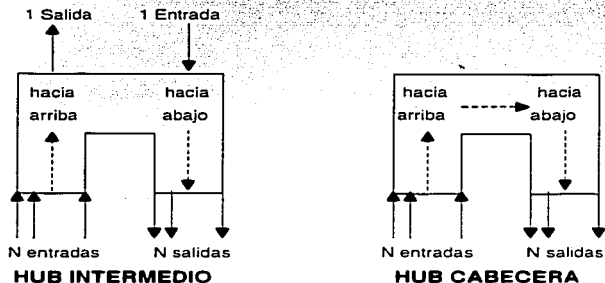 1 Salida 1 Entrada
hacia hacia
arriba abajo
N entradas N salidas
HUB INTERMEDIO
hacia hacia
arriba abajo
N entradas N salidas
HUB CABECERA